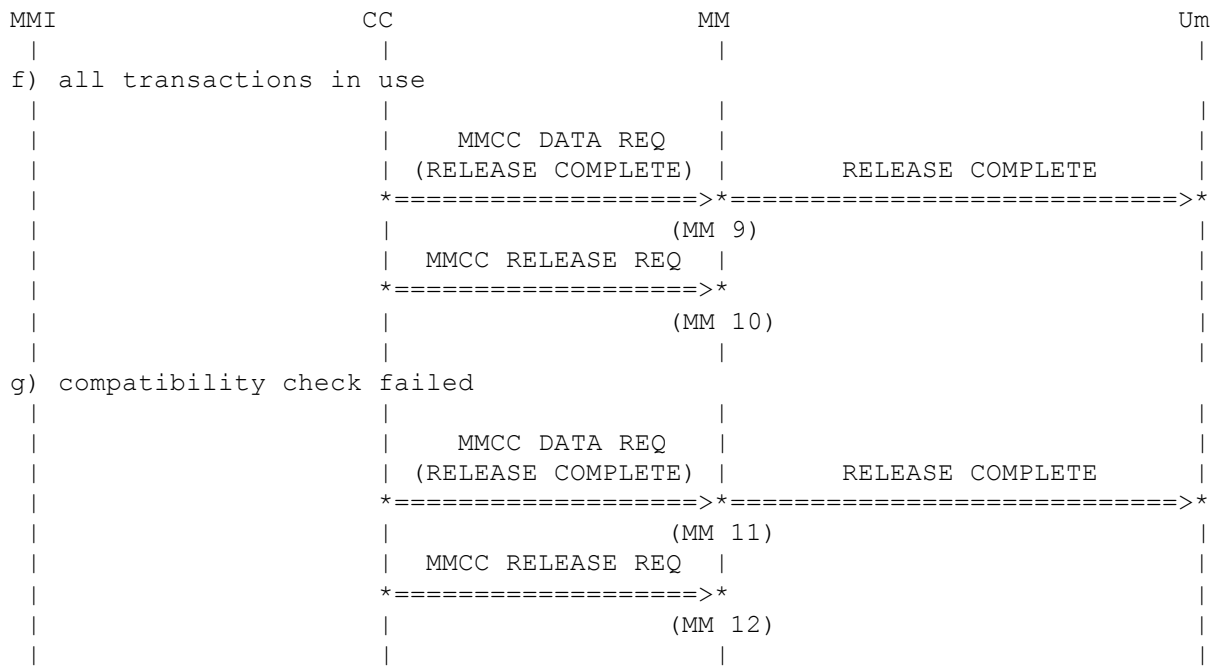 MMI CC MM Um
| | | |
f) all transactions in use
| | | |
| | MMCC DATA REQ | |
| | (RELEASE COMPLETE) | RELEASE COMPLETE |
| *===================>*============================>*
| | (MM 9) |
| | MMCC RELEASE REQ | |
| *===================>* |
| | (MM 10) |
| | | |
g) compatibility check failed
| | | |
| | MMCC DATA REQ | |
| | (RELEASE COMPLETE) | RELEASE COMPLETE |
| *===================>*============================>*
| | (MM 11) |
| | MMCC RELEASE REQ | |
| *===================>* |
| | (MM 12) |
| | | |